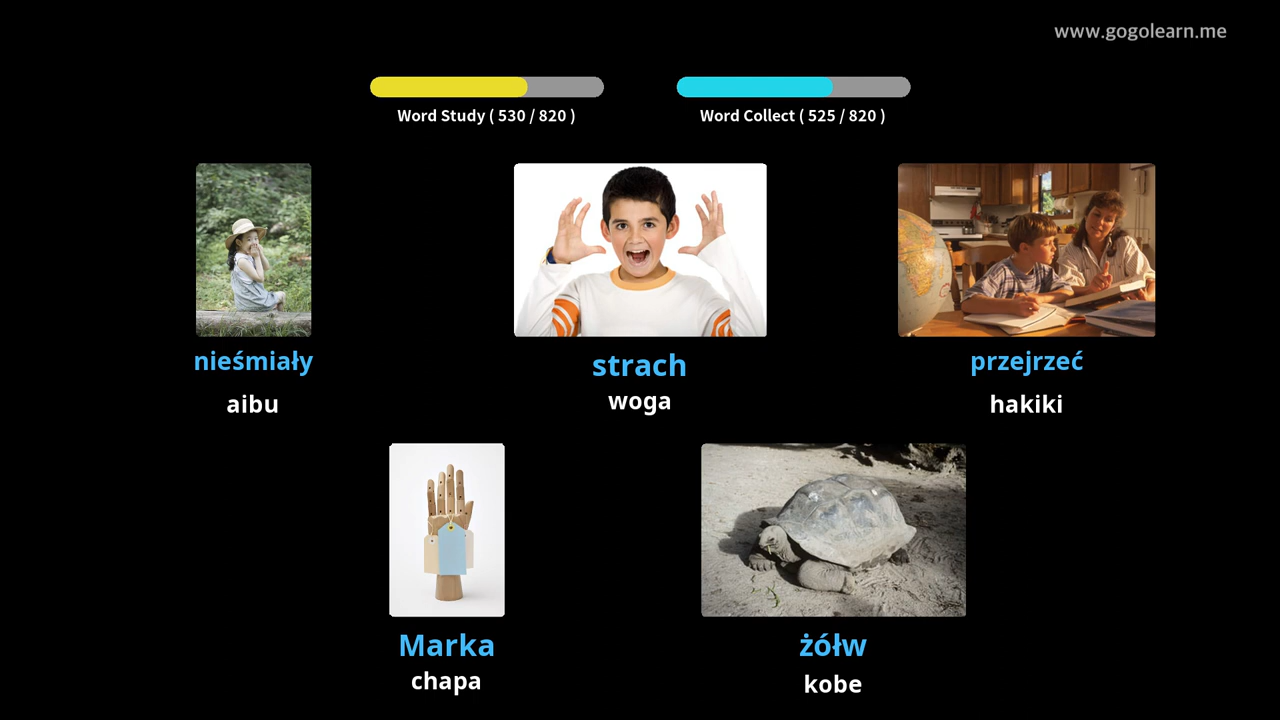 www.gogolearn.me
Word Study ( 530 / 820 )
Word Collect ( 525 / 820 )
nieśmiały
aibu
strach
woga
przejrzeć
hakiki
Marka
chapa
żółw
kobe